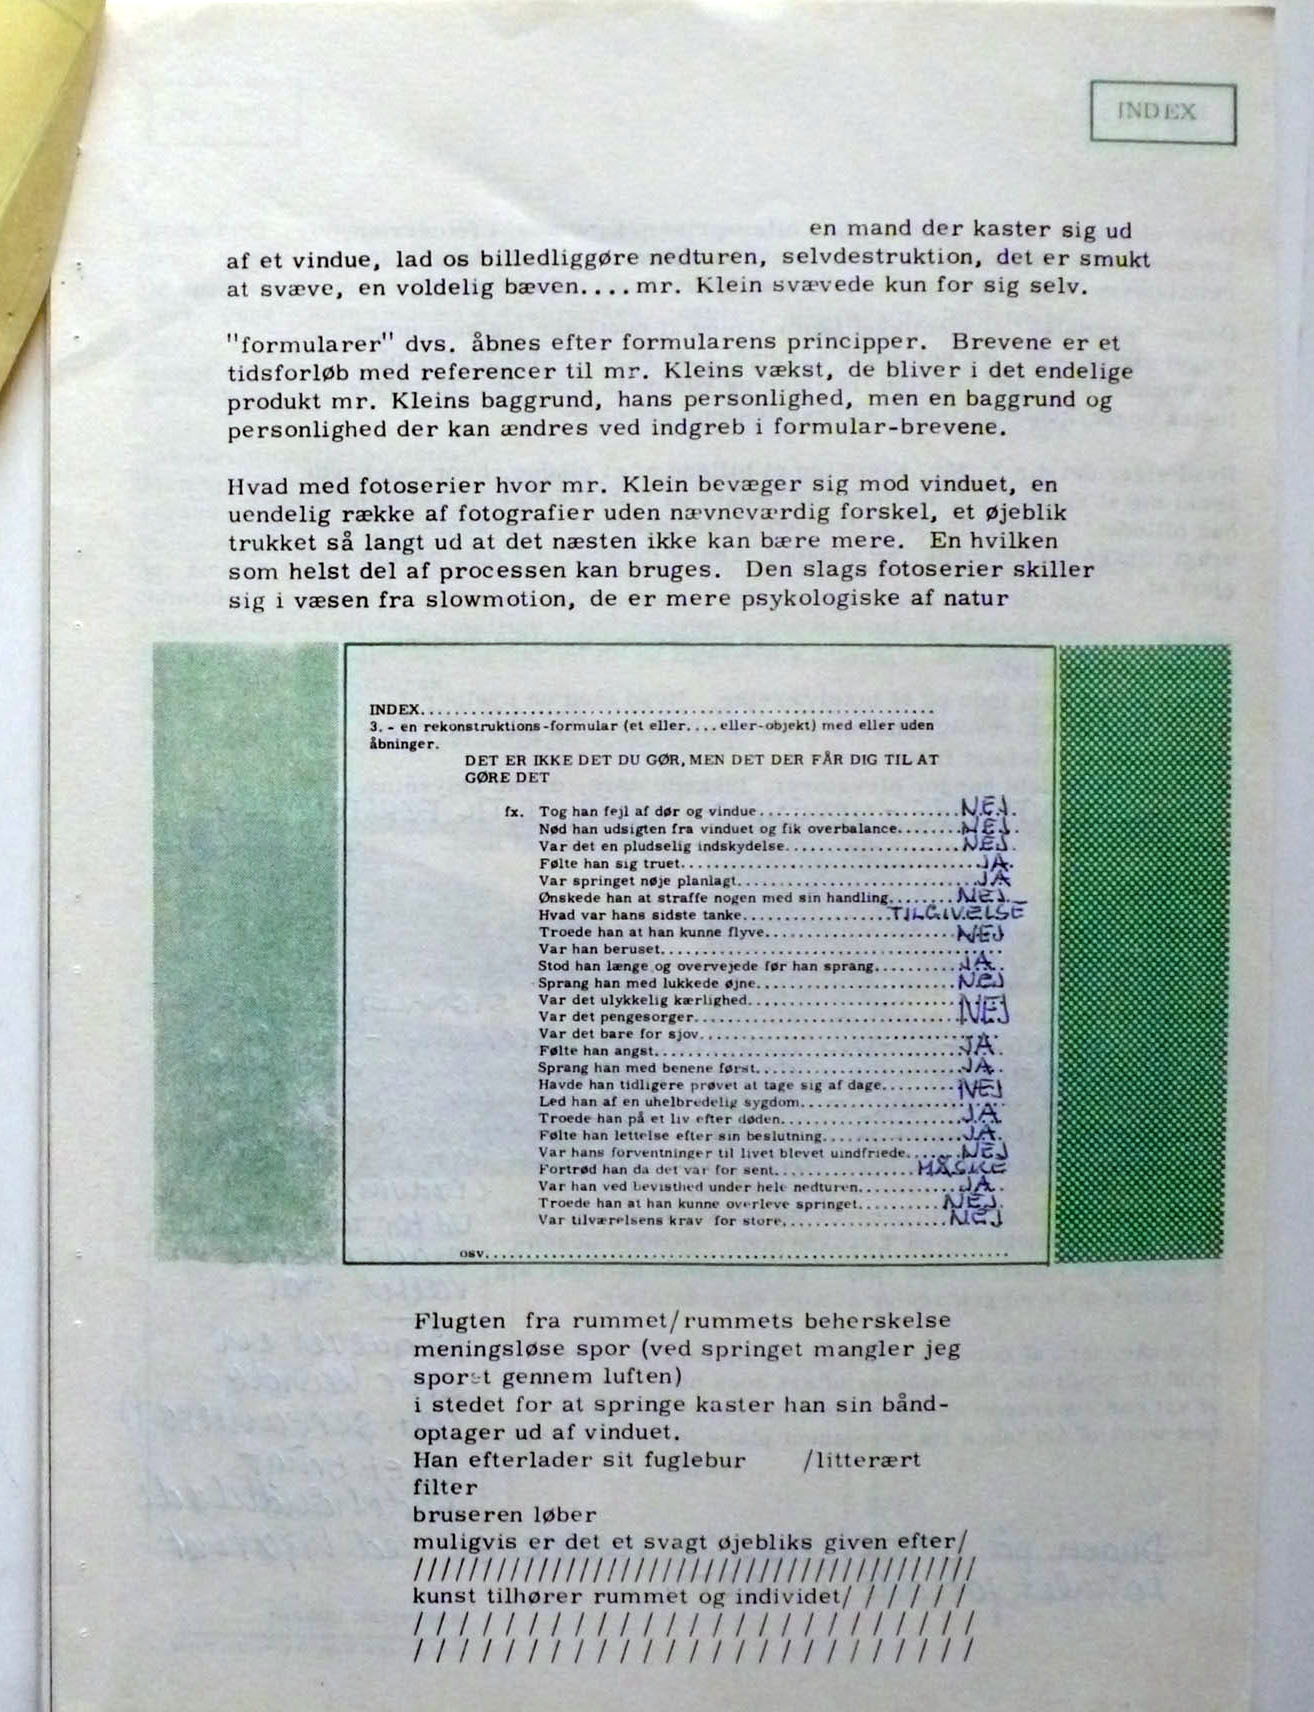 INDEX
en mand der kaster sig ud
af et vindue, lad os billedliggøre nedturen, selvdestruktion, det er smukt
at svæve, en voldelig bæven.... mr. Klein svævede kun for sig selv.
"formularer" dvs. åbnes efter formularens principper. Brevene er et
tidsforløb med referencer til mr. Kleins vækst, de bliver i det endelige
produkt mr. Kleins baggrund, hans personlighed, men en baggrund og
personlighed der kan ændres ved indgreb i formular-brevene.
Hvad med fotoserier hvor mr. Klein bevæger sig mod vinduet, en
uendelig række af fotografier uden nævneværdig forskel, et øjeblik
trukket så langt ud at det næsten ikke kan bære mere. En hvilken
som helst del af processen kan bruges. Den slags fotoserier skiller
sig i væsen fra slowmotion, de er mere psykologiske af natur
INDEX..........................................................
3. - en rekonstruktions-formular (et eller....eller-objekt) med eller uden
åbninger.
DET ER IKKE DET DU GØR, MEN DET DER FÅR DIG TIL AT
GØRE DET
fx. Tog han fejl af dør og vindue......................NEJ.
Nød han udsigten fra vinduet og fik overbalance.......NEJ.
Var det en pludselig indskydelse...................NEJ.
Følte han sig truet................................JA.
Var springet nøje planlagt.........................JA
Ønskede han at straffe nogen med sin handling........NEJ.
Hvad var hans sidste tanke................TILGIVELSE
Troede han at han kunne flyve.....................NEJ
Var han beruset....................................
Stod han længe og overvejede før han sprang.........JA.
Sprang han med lukkede øjne......................NEJ
Var det ulykkelig kærlighed......................NEJ
Var det pengesorger.............................
Var det bare for sjov.............................
Følte han angst..................................JA.
Sprang han med benene først......................JA.
Havde han tidligere prøvet at tage sig af dage........NEJ
Led han af en uhelbredelig sygdom..................
Troede han på et liv efter døden...................JA
Følte han lettelse efter sin beslutning.............JA.
Var hans forventninger til livet blevet uindfriede......NEJ
Fortrød han da det var for sent................MÅSKE
Var han ved bevisthed under hele nedturen...........JA.
Troede han at han kunne overleve springet..........NEJ.
Var tilværelsens krav for store...................NEJ
osv..........................................................
Flugten fra rummet/rummets beherskelse
meningsløse spor (ved springet mangler jeg
sporet gennem luften)
i stedet for at springe kaster han sin bånd-
optager ud af vinduet.
Han efterlader sit fuglebur /litterært
filter
bruseren løber
muligvis er det et svagt øjebliks given efter/
//////////////////////////////////////////
kunst tilhører rummet og individet/ / / / / / /
/ / / / / / / / / / / / / / / / / / / / / / / / /
/ / / / / / / / / / / / / / / / / / / / / / / / /